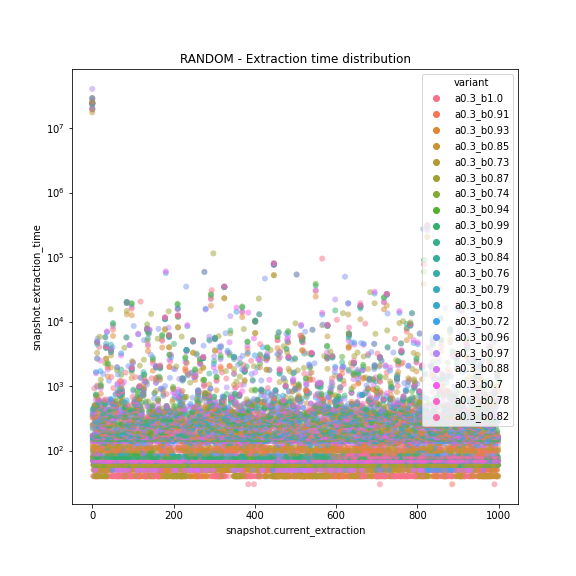 RANDOM - Extraction time distribution
variant
a0.3_b1.0
a0.3_b0.91
a0.3_b0.93
a0.3_b0.85
a0.3_b0.73
a0.3_b0.87
a0.3_b0.74
a0.3_b0.94
a0.3_b0.99
a0.3_b0.9
a0.3_b0.84
a0.3_b0.76
a0.3_b0.79
a0.3_b0.8
a0.3_b0.72
a0.3_b0.96
a0.3_b0.97
a0.3_b0.88
a0.3_b0.7
a0.3_b0.78
a0.3_b0.82
snapshot.extraction_time
10⁷
10⁶
10⁵
10⁴
10³
10²
0 200 400 600 800 1000
snapshot.current_extraction